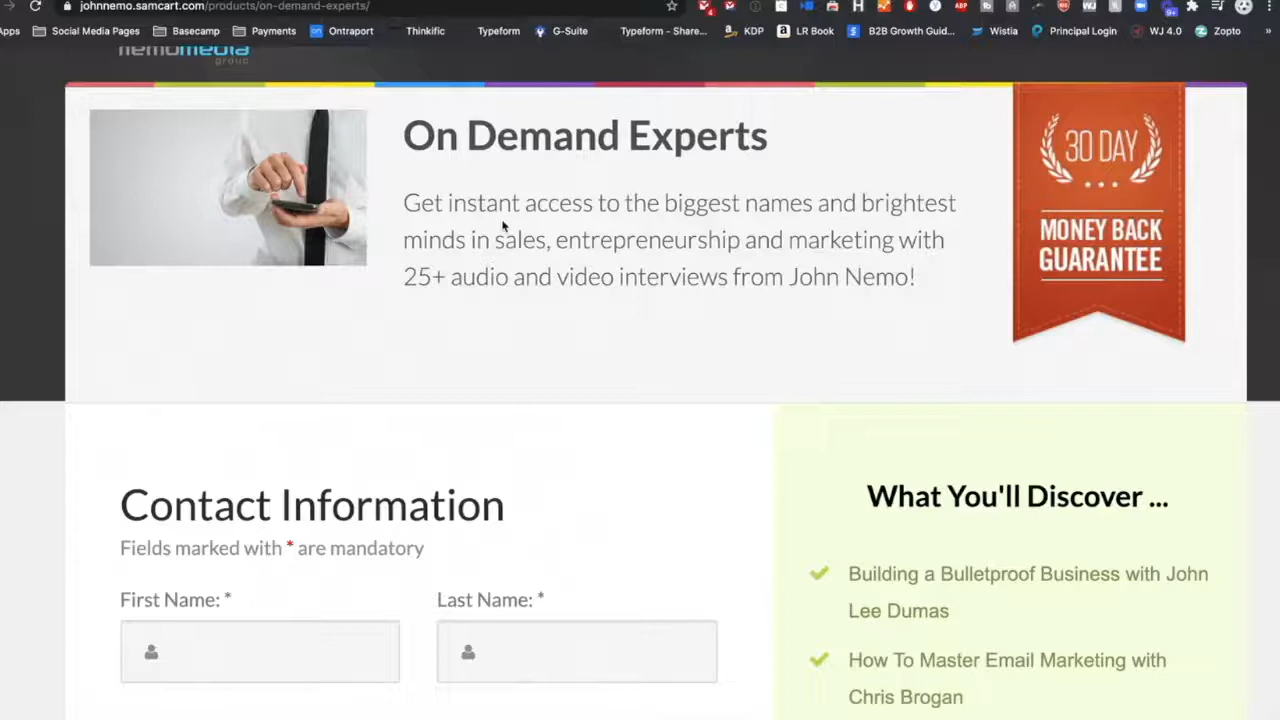 johnnemo.samcart.com/products/on-demand-experts/
Apps Social Media Pages Basecamp Payments Ontraport Thinkific Typeform G-Suite Typeform - Share... KDP LR Book B2B Growth Guid... Wistia Principal Login WJ 4.0 Zopto »
nemomedia
group
On Demand Experts
Get instant access to the biggest names and brightest
minds in sales, entrepreneurship and marketing with
25+ audio and video interviews from John Nemo!
30 DAY
MONEY BACK
GUARANTEE
Contact Information
Fields marked with * are mandatory
First Name: * Last Name: *
What You'll Discover ...
Building a Bulletproof Business with John
Lee Dumas
How To Master Email Marketing with
Chris Brogan